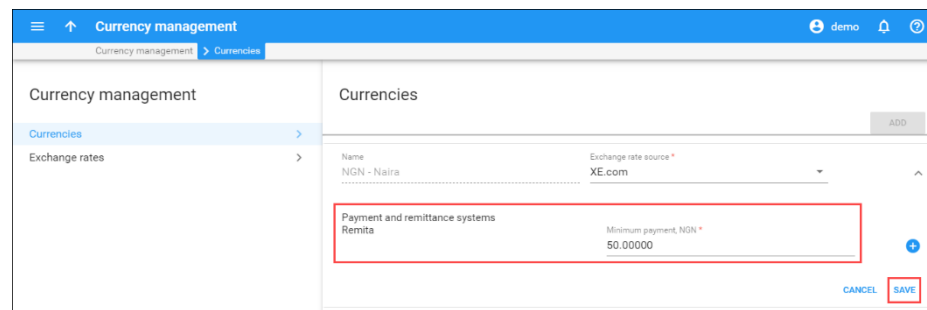 Currency management
demo
Currency management > Currencies
Currency management
Currencies
Currencies >
Exchange rates >
ADD
Name
NGN - Naira
Exchange rate source *
XE.com
Payment and remittance systems
Remita
Minimum payment, NGN *
50.00000
CANCEL SAVE